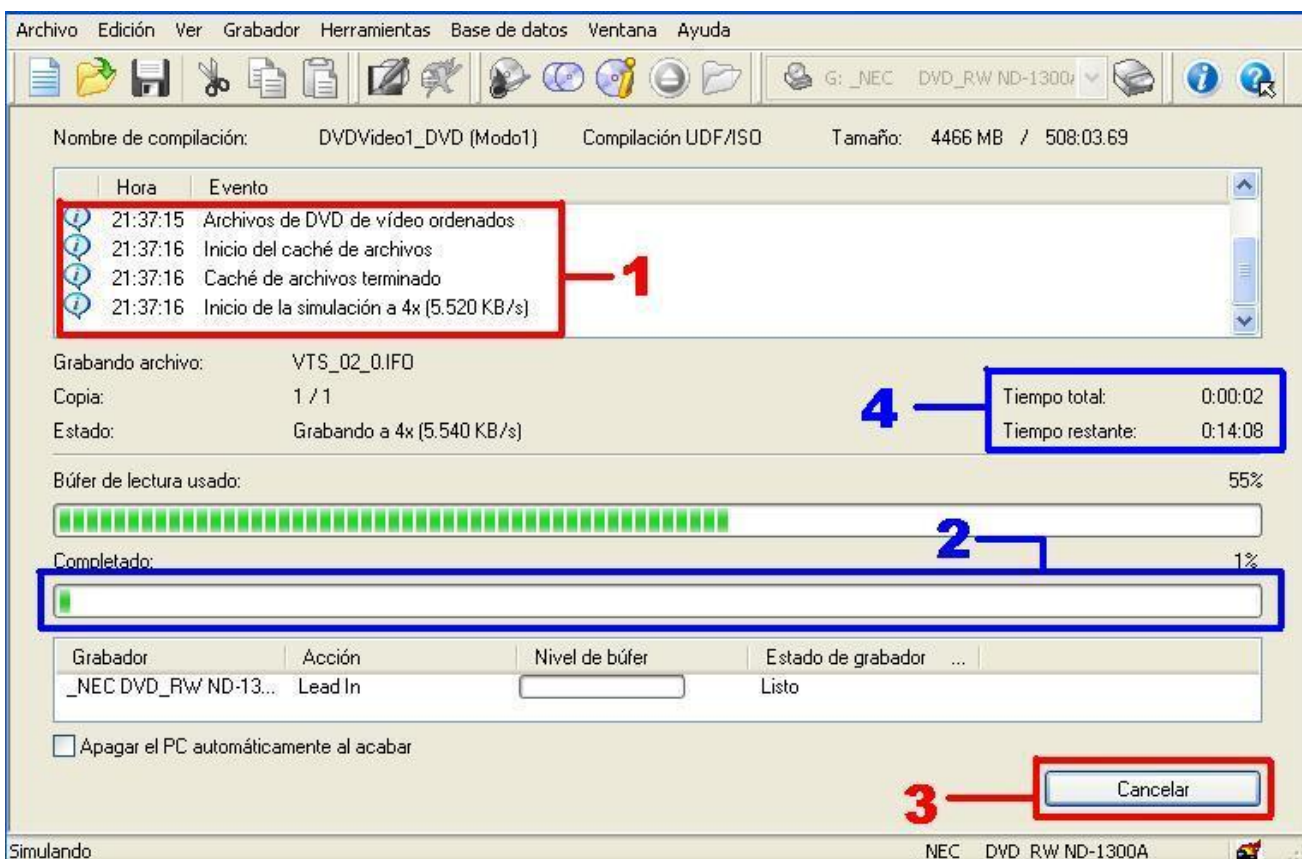 Archivo Edición Ver Grabador Herramientas Base de datos Ventana Ayuda
G: _NEC DVD_RW ND-1300A
Nombre de compilación: DVDVideo1_DVD (Modo1) Compilación UDF/ISO Tamaño: 4466 MB / 508:03.69
Hora Evento
21:37:15 Archivos de DVD de vídeo ordenados
21:37:16 Inicio del caché de archivos
21:37:16 Caché de archivos terminado
21:37:16 Inicio de la simulación a 4x (5.520 KB/s)
1
Grabando archivo: VTS_02_0.IFO
Copia: 1 / 1
Estado: Grabando a 4x (5.540 KB/s)
4
Tiempo total: 0:00:02
Tiempo restante: 0:14:08
Búfer de lectura usado: 55%
2
Completado: 1%
Grabador Acción Nivel de búfer Estado de grabador ...
_NEC DVD_RW ND-13... Lead In Listo
Apagar el PC automáticamente al acabar
3
Cancelar
Simulando _NEC DVD_RW ND-1300A